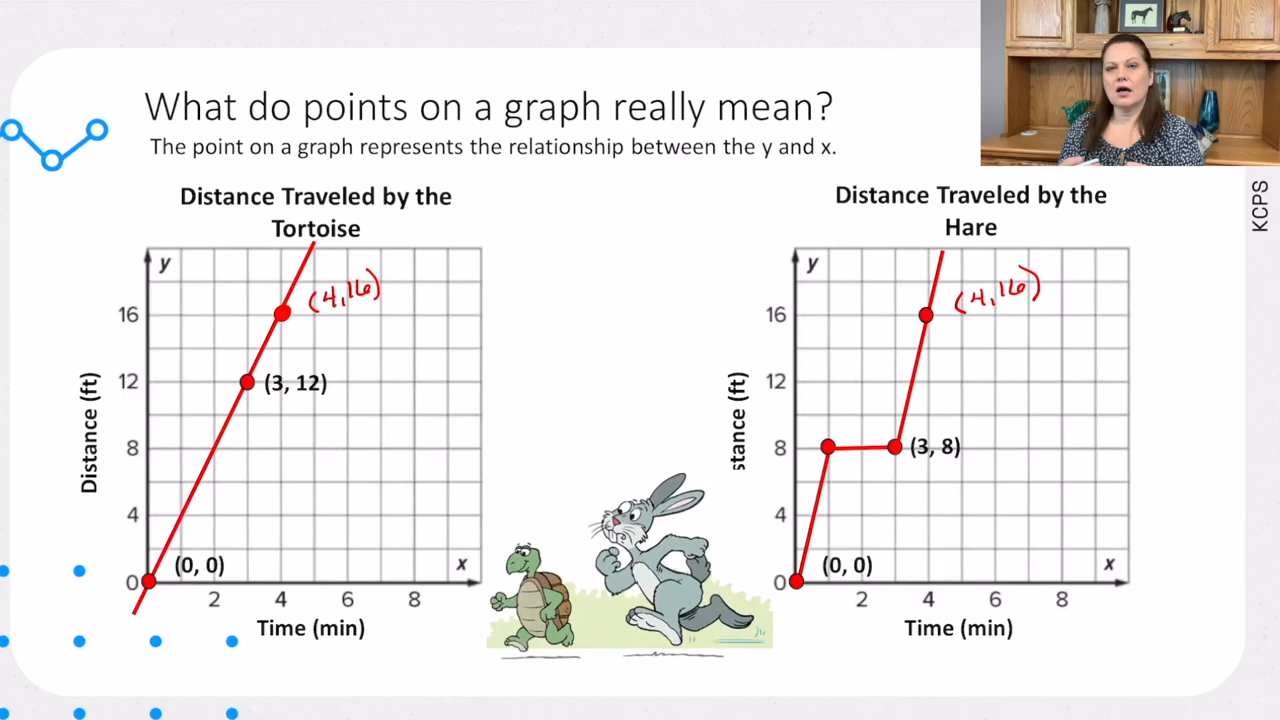 What do points on a graph really mean?
The point on a graph represents the relationship between the y and x.
KCPS
Distance Traveled by the
Tortoise
y
16
12
8
4
0
Distance (ft)
(4,16)
(3, 12)
(0, 0)
x
2 4 6 8
Time (min)
Distance Traveled by the
Hare
y
16
12
8
4
0
stance (ft)
(4,16)
(3, 8)
(0, 0)
x
2 4 6 8
Time (min)